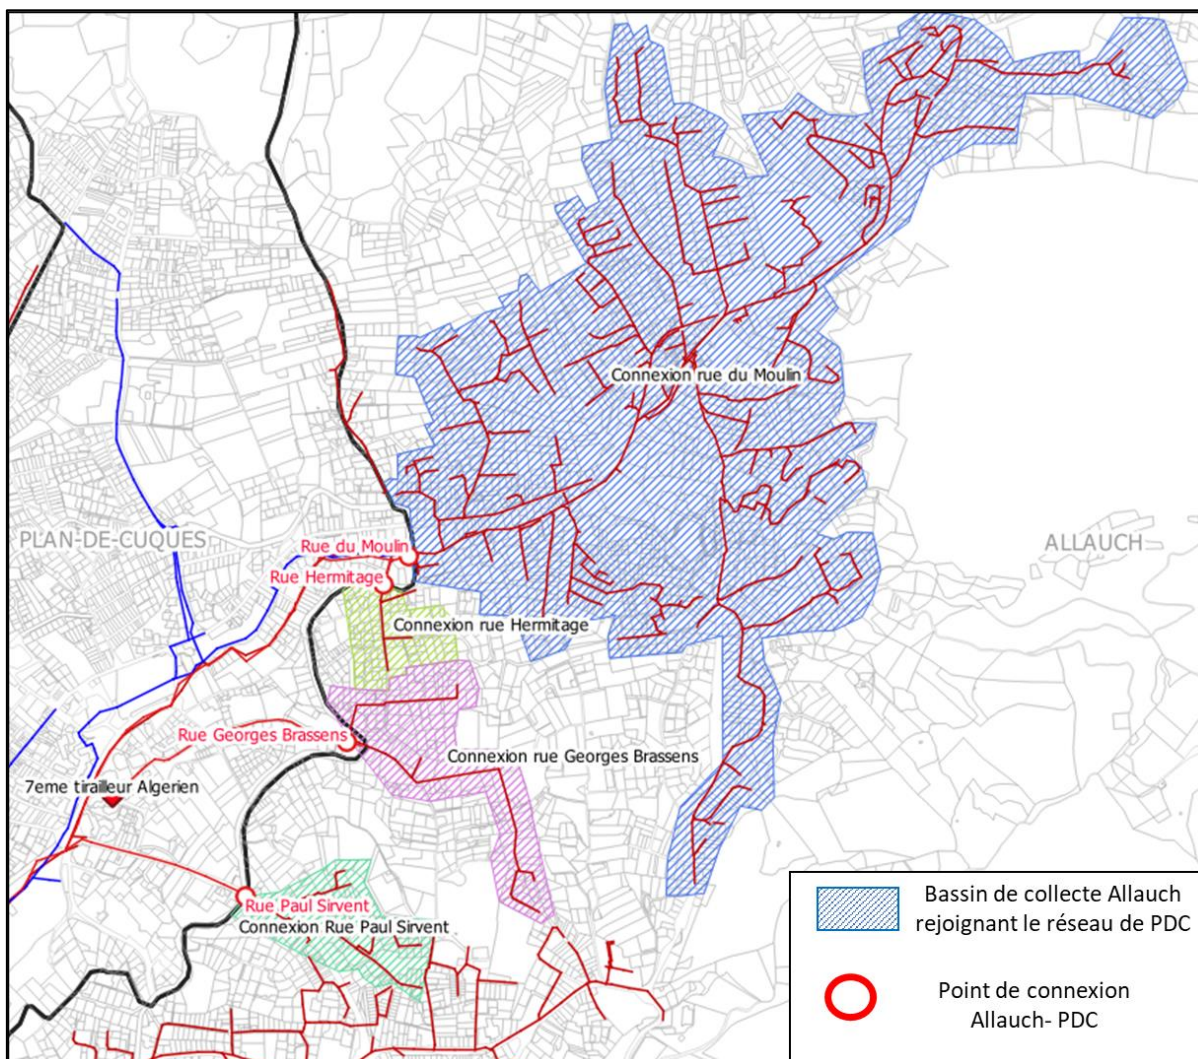 Connexion rue du Moulin
PLAN-DE-CUQUES
Rue du Moulin
ALLAUCH
Rue Hermitage
Connexion rue Hermitage
Rue Georges Brassens
Connexion rue Georges Brassens
7eme tirailleur Algerien
Rue Paul Sirvent
Connexion Rue Paul Sirvent
Bassin de collecte Allauch
rejoignant le réseau de PDC
Point de connexion
Allauch- PDC